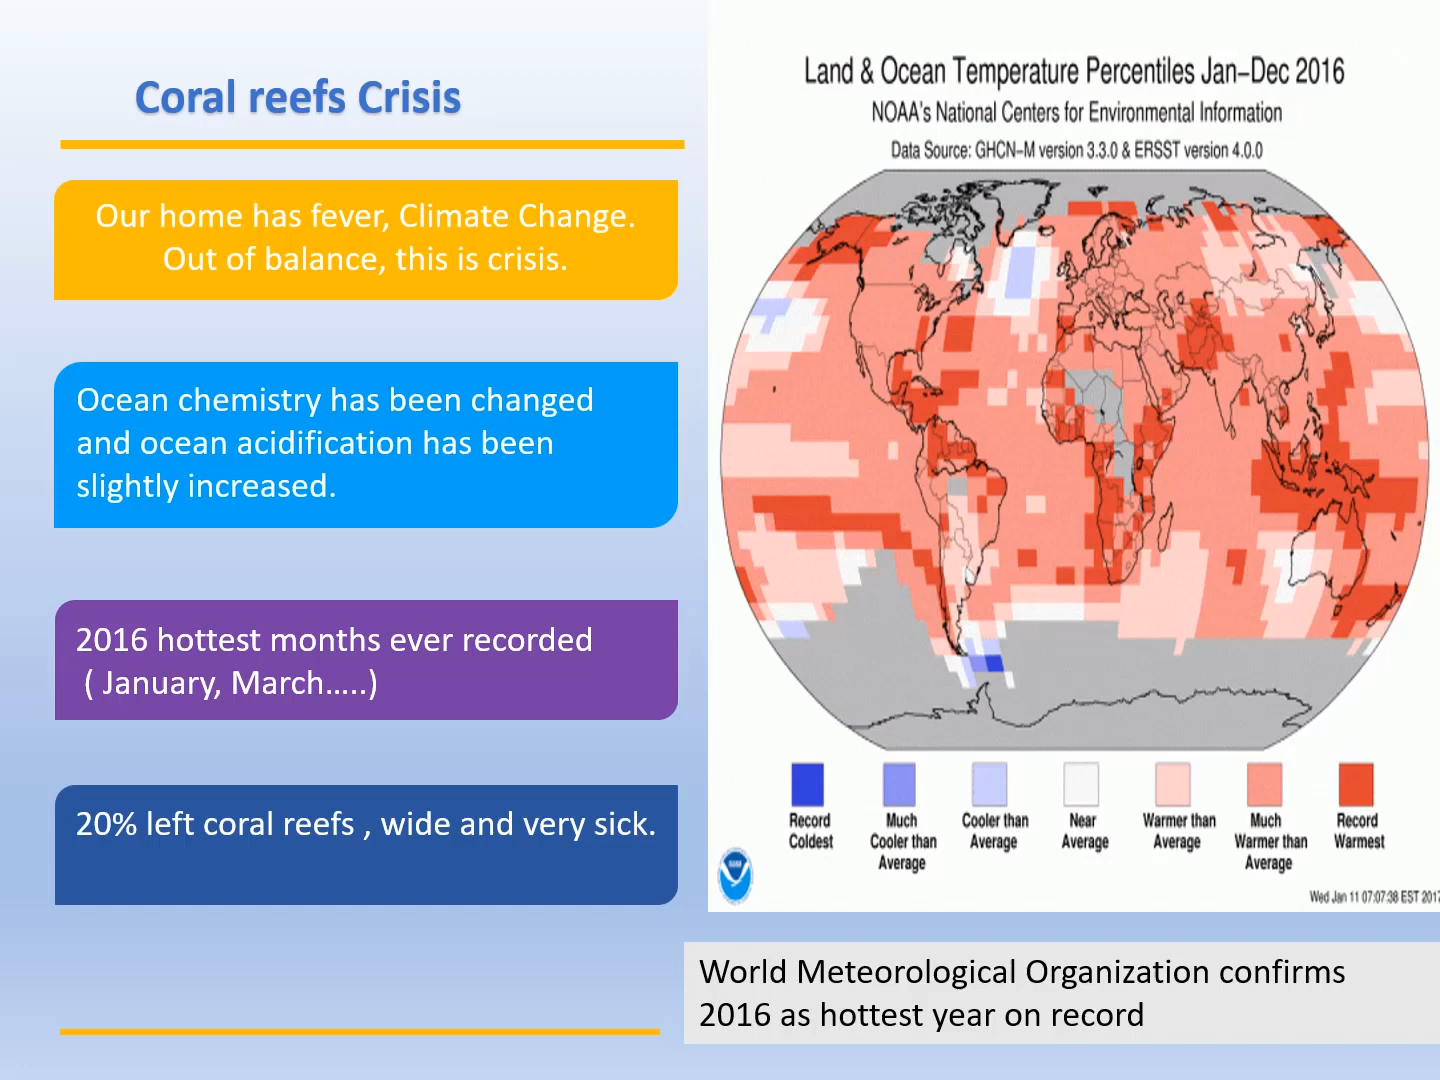 Coral reefs Crisis
Our home has fever, Climate Change.
Out of balance, this is crisis.
Ocean chemistry has been changed
and ocean acidification has been
slightly increased.
2016 hottest months ever recorded
( January, March.....)
20% left coral reefs , wide and very sick.
Land & Ocean Temperature Percentiles Jan–Dec 2016
NOAA's National Centers for Environmental Information
Data Source: GHCN–M version 3.3.0 & ERSST version 4.0.0
Record
Coldest
Much
Cooler than
Average
Cooler than
Average
Near
Average
Warmer than
Average
Much
Warmer than
Average
Record
Warmest
Wed Jan 11 07:07:38 EST 2017
World Meteorological Organization confirms
2016 as hottest year on record